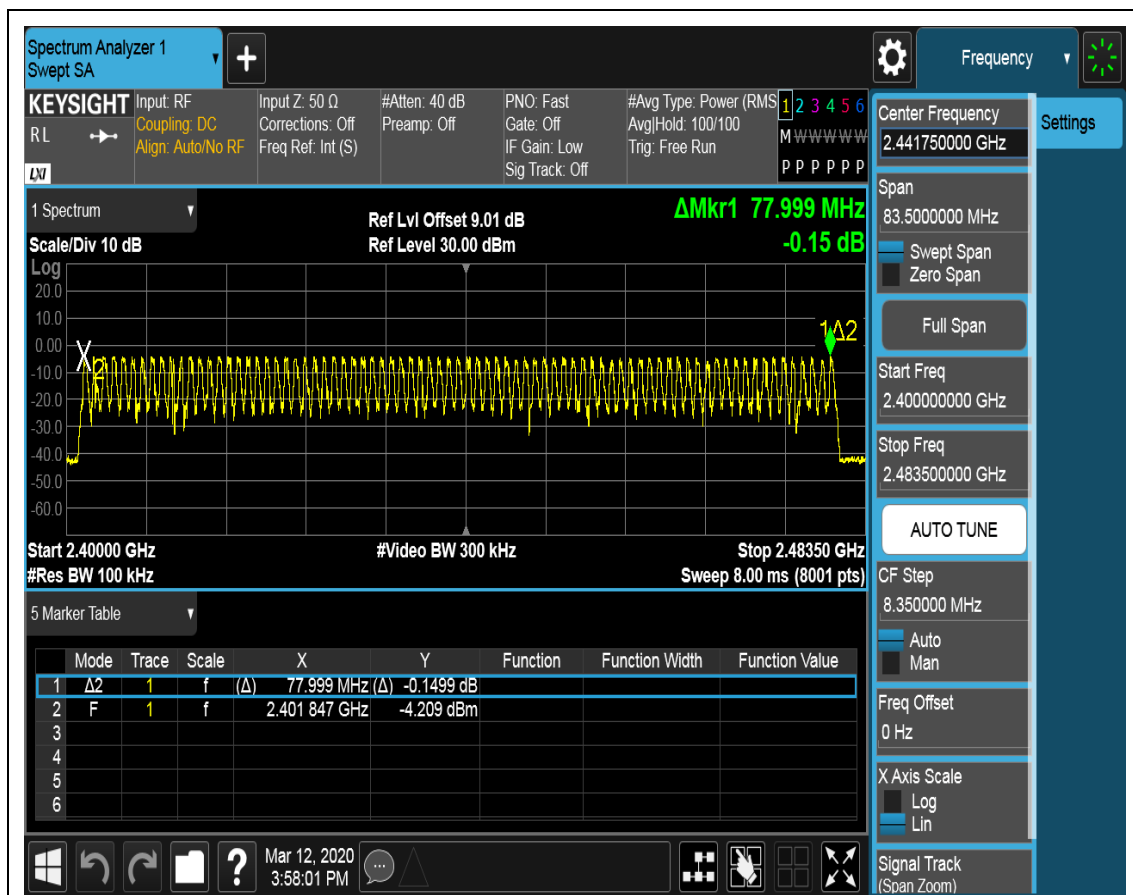 Spectrum Analyzer 1
Swept SA
Frequency
KEYSIGHT
RL
LXI
Input: RF
Coupling: DC
Align: Auto/No RF
Input Z: 50 Ω
Corrections: Off
Freq Ref: Int (S)
#Atten: 40 dB
Preamp: Off
PNO: Fast
Gate: Off
IF Gain: Low
Sig Track: Off
#Avg Type: Power (RMS
Avg|Hold: 100/100
Trig: Free Run
1 2 3 4 5 6
M W W W W W
P P P P P P
1 Spectrum
Scale/Div 10 dB
Ref Lvl Offset 9.01 dB
Ref Level 30.00 dBm
ΔMkr1 77.999 MHz
-0.15 dB
Log
20.0
10.0
0.00
-10.0
-20.0
-30.0
-40.0
-50.0
-60.0
X2
1Δ2
Start 2.40000 GHz
#Video BW 300 kHz
Stop 2.48350 GHz
#Res BW 100 kHz
Sweep 8.00 ms (8001 pts)
5 Marker Table
Mode Trace Scale X Y Function Function Width Function Value
1 Δ2 1 f (Δ) 77.999 MHz (Δ) -0.1499 dB
2 F 1 f 2.401 847 GHz -4.209 dBm
3
4
5
6
Mar 12, 2020
3:58:01 PM
?
Center Frequency
2.441750000 GHz
Settings
Span
83.5000000 MHz
Swept Span
Zero Span
Full Span
Start Freq
2.400000000 GHz
Stop Freq
2.483500000 GHz
AUTO TUNE
CF Step
8.350000 MHz
Auto
Man
Freq Offset
0 Hz
X Axis Scale
Log
Lin
Signal Track
(Span Zoom)